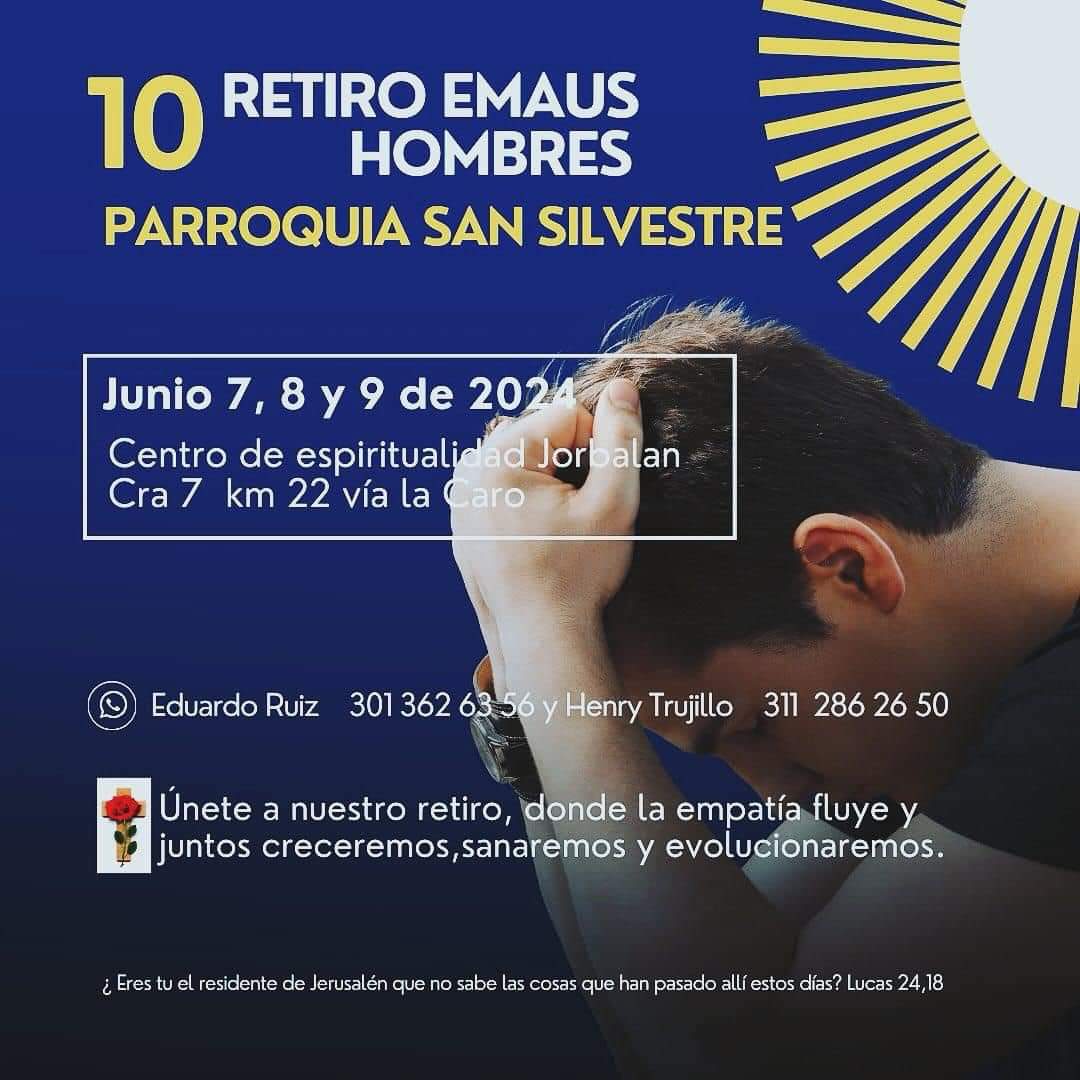 10 RETIRO EMAUS
HOMBRES
PARROQUIA SAN SILVESTRE
Junio 7, 8 y 9 de 2024
Centro de espiritualidad Jorbalan
Cra 7 km 22 vía la Caro
Eduardo Ruiz 301 362 63 56 y Henry Trujillo 311 286 26 50
Únete a nuestro retiro, donde la empatía fluye y
juntos creceremos,sanaremos y evolucionaremos.
¿ Eres tu el residente de Jerusalén que no sabe las cosas que han pasado allí estos días? Lucas 24,18